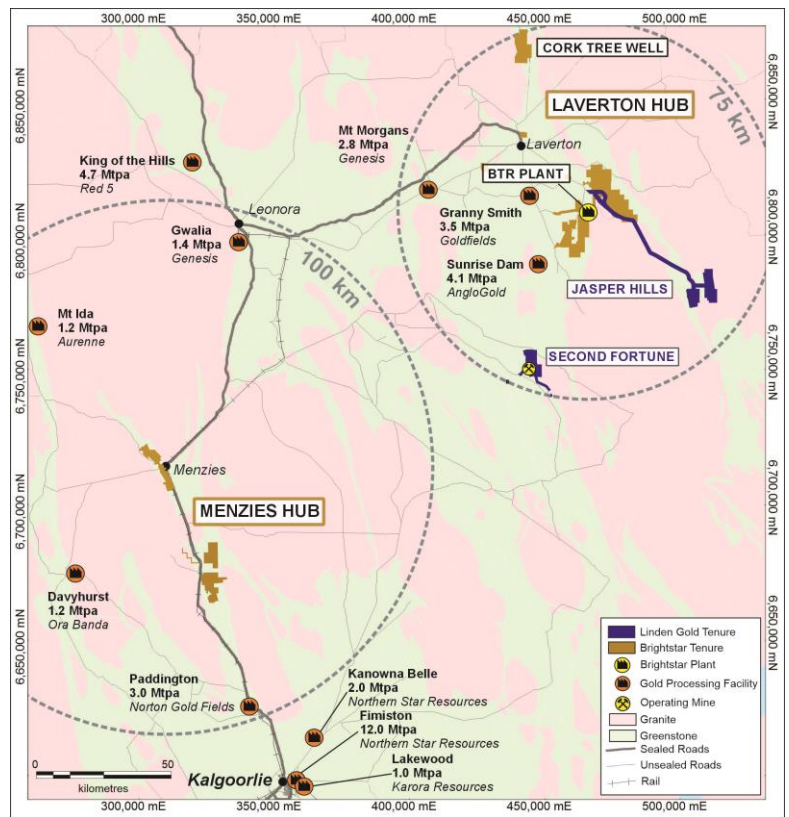 300,000 mE
350,000 mE
400,000 mE
450,000 mE
500,000 mE
6,850,000 mN
6,800,000 mN
6,750,000 mN
6,700,000 mN
6,650,000 mN
6,850,000 mN
6,800,000 mN
6,750,000 mN
6,700,000 mN
6,650,000 mN
CORK TREE WELL
LAVERTON HUB
75 km
Mt Morgans
2.8 Mtpa
Genesis
Laverton
King of the Hills
4.7 Mtpa
Red 5
BTR PLANT
Leonora
Granny Smith
3.5 Mtpa
Goldfields
Gwalia
1.4 Mtpa
Genesis
100 km
Sunrise Dam
4.1 Mtpa
AngloGold
JASPER HILLS
Mt Ida
1.2 Mtpa
Aurenne
SECOND FORTUNE
Menzies
MENZIES HUB
Davyhurst
1.2 Mtpa
Ora Banda
Paddington
3.0 Mtpa
Norton Gold Fields
Kanowna Belle
2.0 Mtpa
Northern Star Resources
Fimiston
12.0 Mtpa
Northern Star Resources
Lakewood
1.0 Mtpa
Karora Resources
Kalgoorlie
0 50
kilometres
Linden Gold Tenure
Brightstar Tenure
Brightstar Plant
Gold Processing Facility
Operating Mine
Granite
Greenstone
Sealed Roads
Unsealed Roads
Rail
300,000 mE
350,000 mE
400,000 mE
450,000 mE
500,000 mE